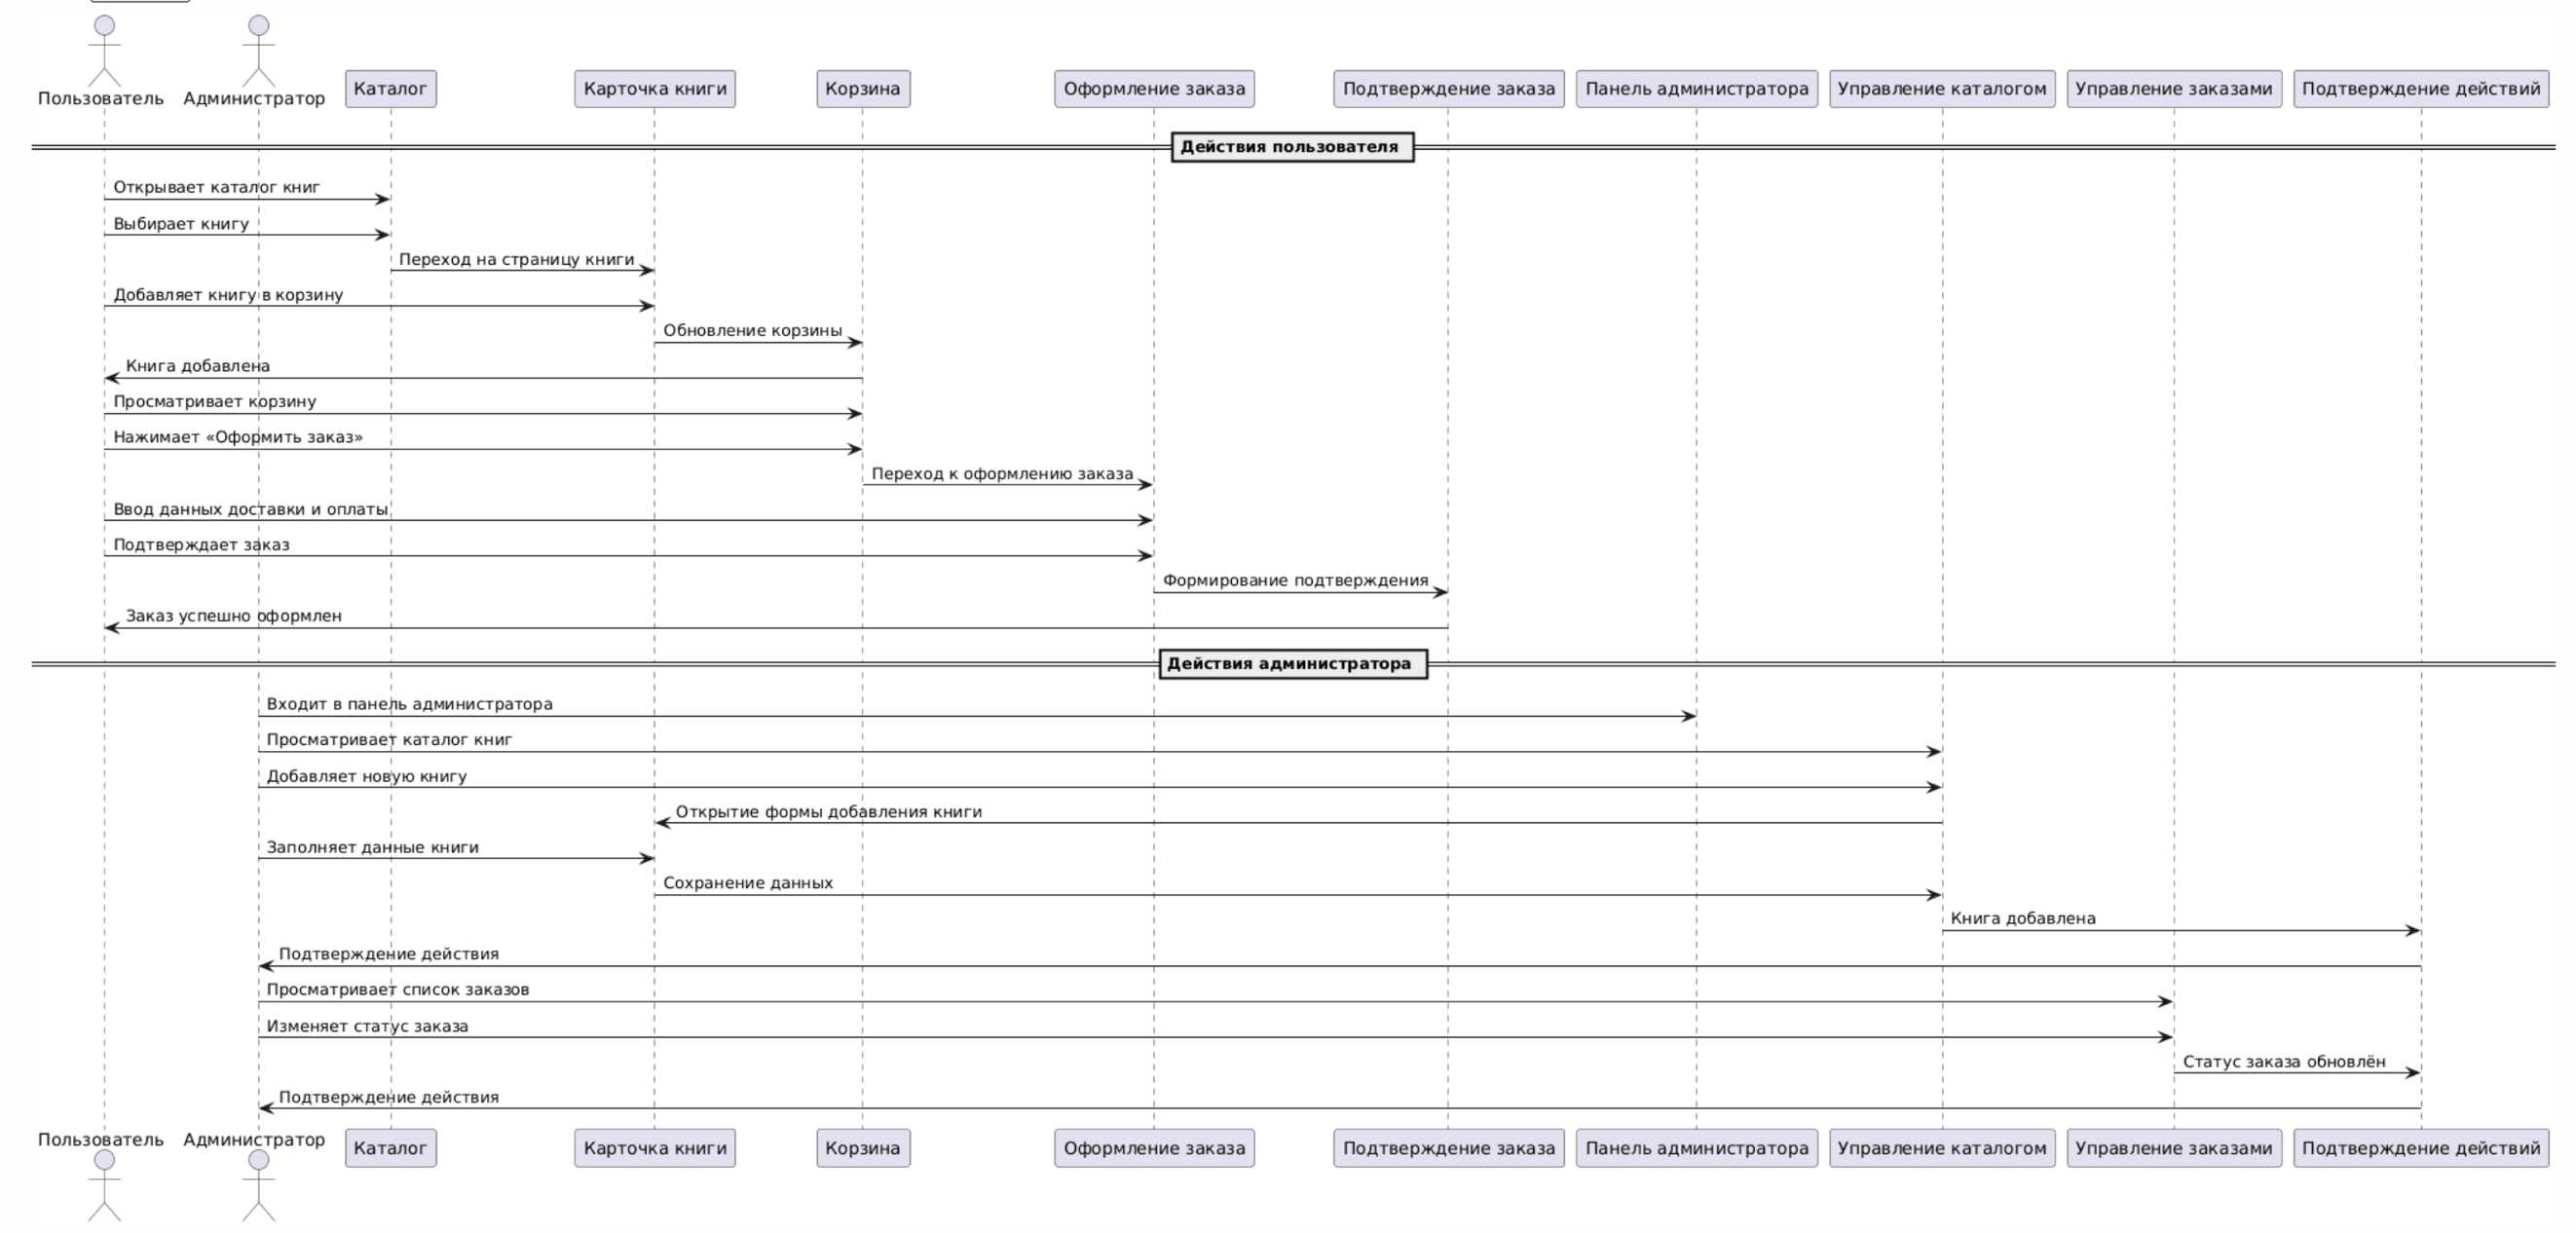 Пользователь
Администратор
Каталог
Карточка книги
Корзина
Оформление заказа
Подтверждение заказа
Панель администратора
Управление каталогом
Управление заказами
Подтверждение действий
Действия пользователя
Открывает каталог книг
Выбирает книгу
Переход на страницу книги
Добавляет книгу в корзину
Обновление корзины
Книга добавлена
Просматривает корзину
Нажимает «Оформить заказ»
Переход к оформлению заказа
Ввод данных доставки и оплаты
Подтверждает заказ
Формирование подтверждения
Заказ успешно оформлен
Действия администратора
Входит в панель администратора
Просматривает каталог книг
Добавляет новую книгу
Открытие формы добавления книги
Заполняет данные книги
Сохранение данных
Книга добавлена
Подтверждение действия
Просматривает список заказов
Изменяет статус заказа
Статус заказа обновлён
Подтверждение действия
Пользователь
Администратор
Каталог
Карточка книги
Корзина
Оформление заказа
Подтверждение заказа
Панель администратора
Управление каталогом
Управление заказами
Подтверждение действий